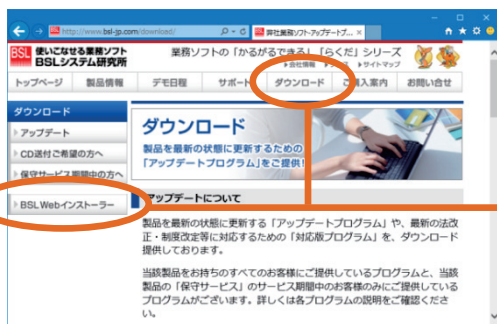 http://www.bsl-jp.com/download/
弊社業務ソフト-アップデートプ...
BSL 使いこなせる業務ソフト
BSLシステム研究所
業務ソフトの「かるがるできる」「らくだ」シリーズ
会社情報 サイトマップ
トップページ 製品情報 デモ日程 サポート ダウンロード ご購入案内 お問い合せ
ダウンロード
アップデート
CD送付ご希望の方へ
保守サービス期間中の方へ
BSL Webインストーラー
ダウンロード
製品を最新の状態に更新するための
「アップデートプログラム」をご提供!
アップデートについて
製品を最新の状態に更新する「アップデートプログラム」や、最新の法改
正・制度改定等に対応するための「対応版プログラム」を、ダウンロード
提供しております。
当該製品をお持ちのすべてのお客様にご提供しているプログラムと、当該
製品の「保守サービス」のサービス期間中のお客様のみにご提供している
プログラムがございます。詳しくは各プログラムの説明をご確認くださ
い。